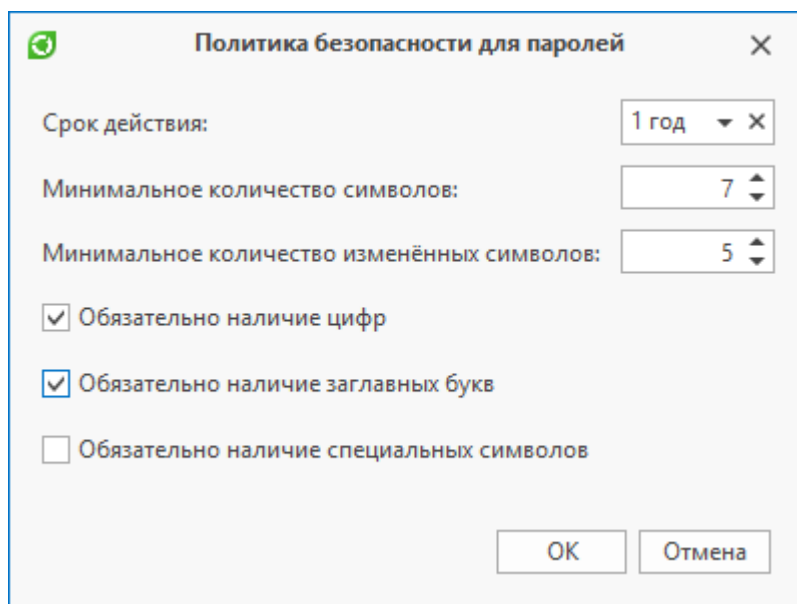 Политика безопасности для паролей
Срок действия: 1 год
Минимальное количество символов: 7
Минимальное количество изменённых символов: 5
Обязательно наличие цифр
Обязательно наличие заглавных букв
Обязательно наличие специальных символов
ОК Отмена